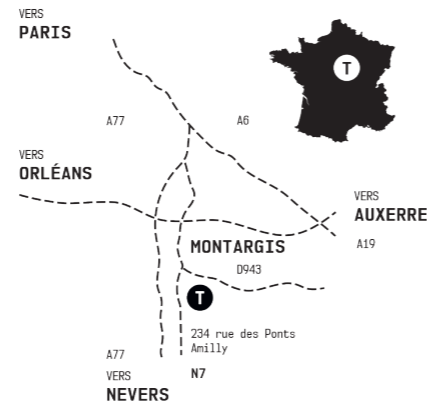 VERS
PARIS
T
A77
A6
VERS
ORLÉANS
VERS
AUXERRE
A19
MONTARGIS
D943
T
234 rue des Ponts
Amilly
A77
VERS
NEVERS
N7